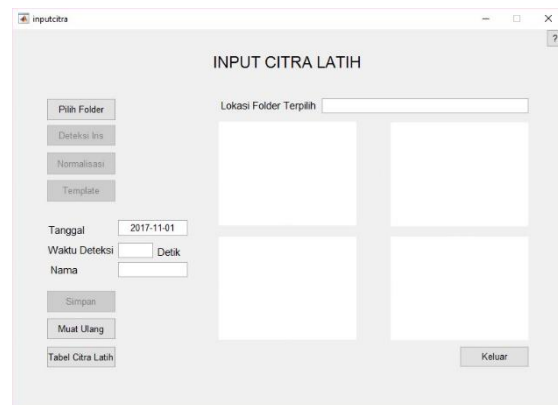 inputcitra
?
INPUT CITRA LATIH
Pilih Folder
Lokasi Folder Terpilih
Deteksi Iris
Normalisasi
Template
Tanggal 2017-11-01
Waktu Deteksi Detik
Nama
Simpan
Muat Ulang
Tabel Citra Latih
Keluar